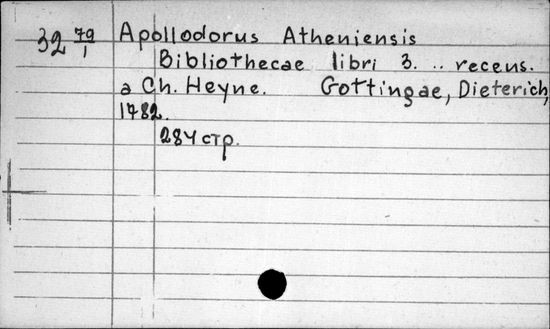 32 79/1 Apollodorus Atheniensis
Bibliothecae libri 3. .. recens.
a Ch. Heyne. Gottingae, Dieterich,
1782.
284 стр.